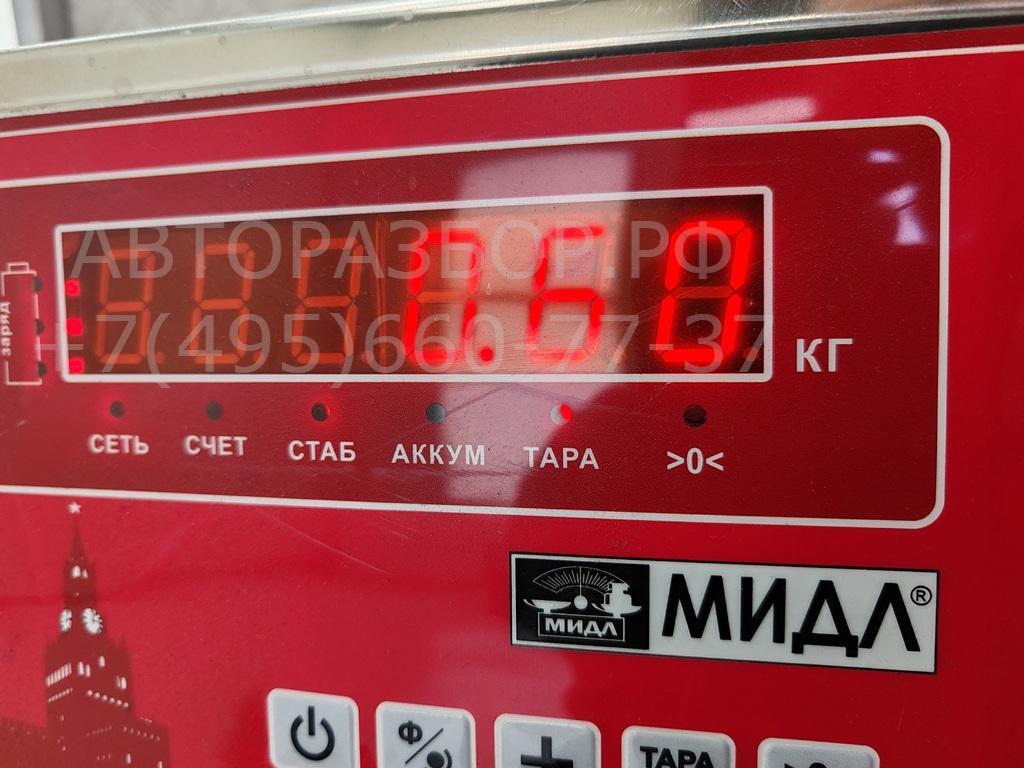 АВТОРАЗБОР.РФ
0.60
+7(495)660-77-37
заряд
КГ
СЕТЬ СЧЕТ СТАБ АККУМ ТАРА >0<
МИДЛ МИДЛ®
Ф/
+
ТАРА